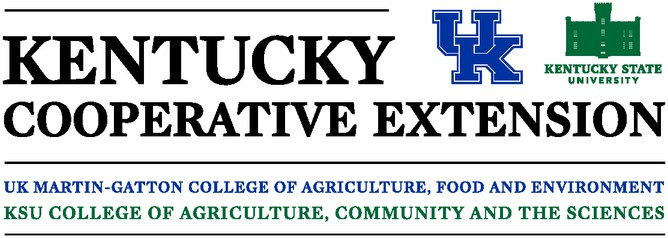 KENTUCKY
UK
KENTUCKY STATE
UNIVERSITY
COOPERATIVE EXTENSION
UK MARTIN-GATTON COLLEGE OF AGRICULTURE, FOOD AND ENVIRONMENT
KSU COLLEGE OF AGRICULTURE, COMMUNITY AND THE SCIENCES